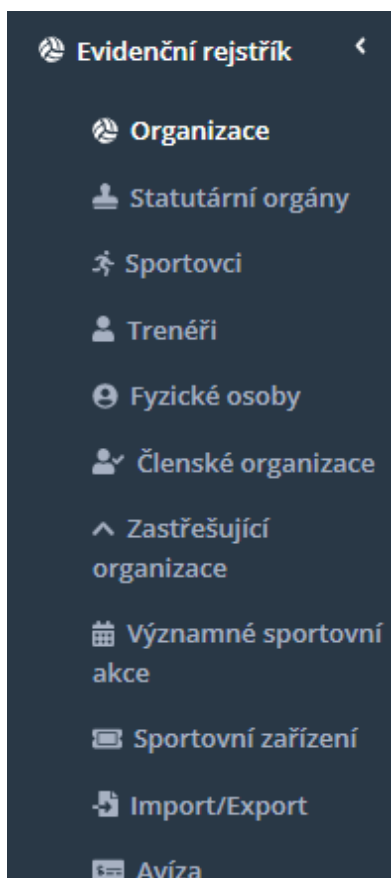 Evidenční rejstřík
Organizace
Statutární orgány
Sportovci
Trenéři
Fyzické osoby
Členské organizace
Zastřešující
organizace
Významné sportovní
akce
Sportovní zařízení
Import/Export
Avíza